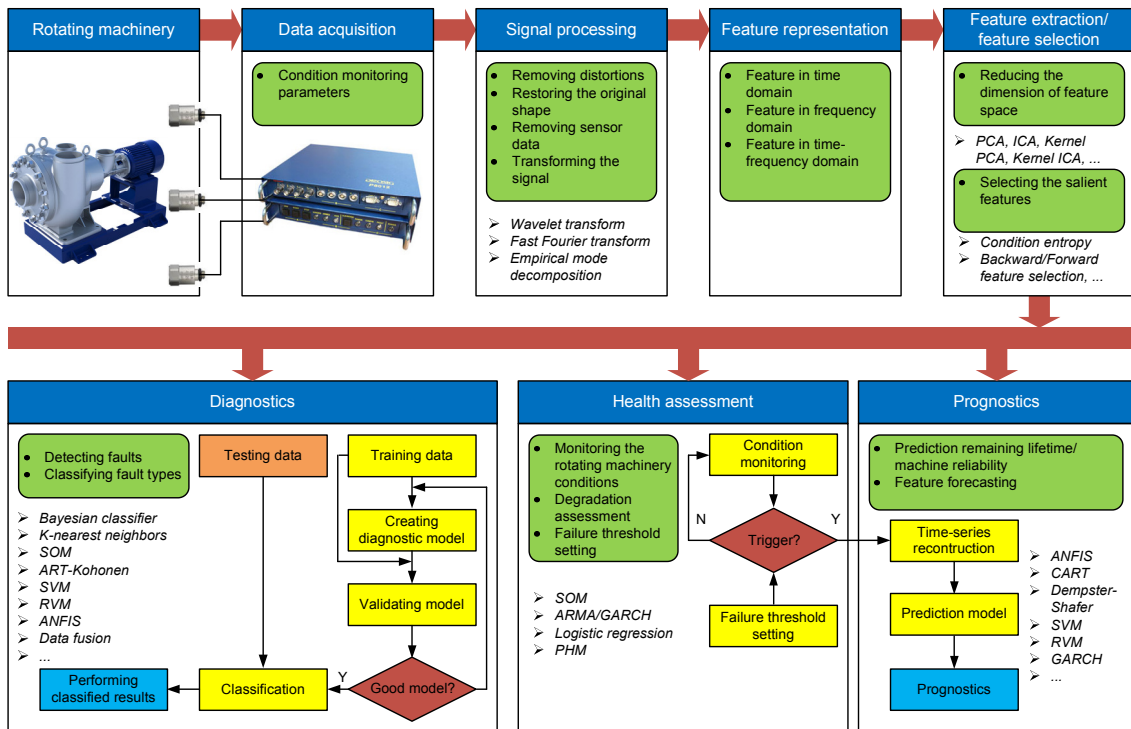 Rotating machinery
Data acquisition
Condition monitoring
parameters
Signal processing
Removing distortions
Restoring the original
shape
Removing sensor
data
Transforming the
signal
Wavelet transform
Fast Fourier transform
Empirical mode
decomposition
Feature representation
Feature in time
domain
Feature in frequency
domain
Feature in time-
frequency domain
Feature extraction/
feature selection
Reducing the
dimension of feature
space
PCA, ICA, Kernel
PCA, Kernel ICA, ...
Selecting the salient
features
Condition entropy
Backward/Forward
feature selection, ...
Diagnostics
Detecting faults
Classifying fault types
Bayesian classifier
K-nearest neighbors
SOM
ART-Kohonen
SVM
RVM
ANFIS
Data fusion
...
Testing data
Training data
Creating
diagnostic model
Validating model
Good model?
Y
Classification
Performing
classified results
Health assessment
Monitoring the
rotating machinery
conditions
Degradation
assessment
Failure threshold
setting
SOM
ARMA/GARCH
Logistic regression
PHM
Condition
monitoring
N
Trigger?
Y
Failure threshold
setting
Prognostics
Prediction remaining lifetime/
machine reliability
Feature forecasting
Time-series
recontruction
Prediction model
Prognostics
ANFIS
CART
Dempster-
Shafer
SVM
RVM
GARCH
...